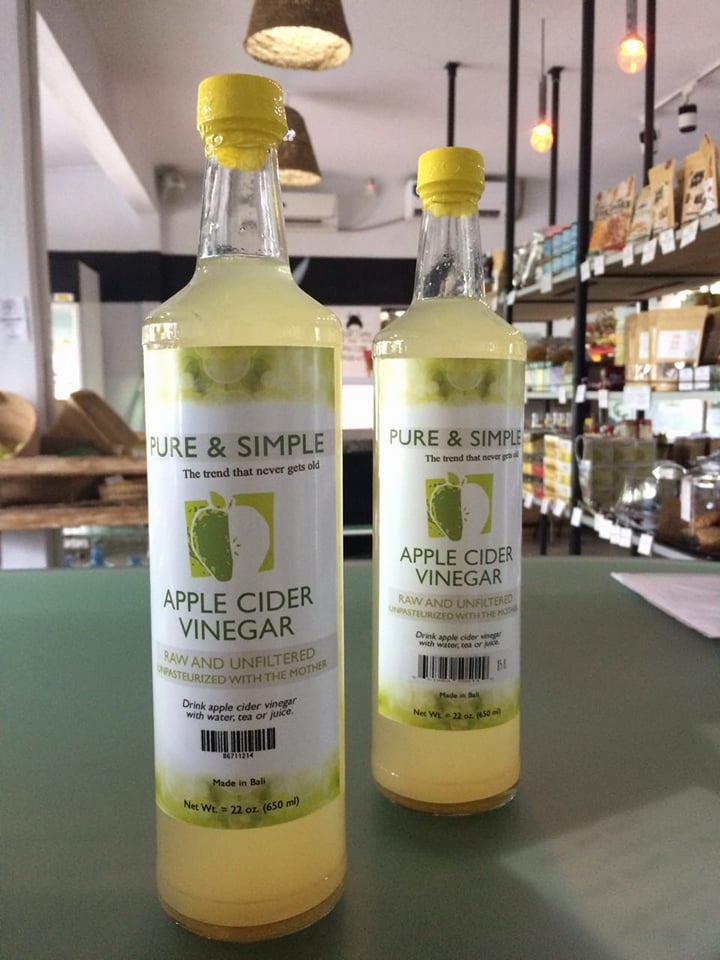 PURE & SIMPLE
The trend that never gets old
APPLE CIDER
VINEGAR
RAW AND UNFILTERED
UNPASTEURIZED WITH THE MOTHER
Drink apple cider vinegar
with water, tea or juice.
86711214
Made in Bali
Net Wt. = 22 oz. (650 ml)
PURE & SIMPLE
The trend that never gets old
APPLE CIDER
VINEGAR
RAW AND UNFILTERED
UNPASTEURIZED WITH THE MOTHER
Drink apple cider vinegar
with water, tea or juice.
Made in Bali
Net Wt. = 22 oz. (650 ml)